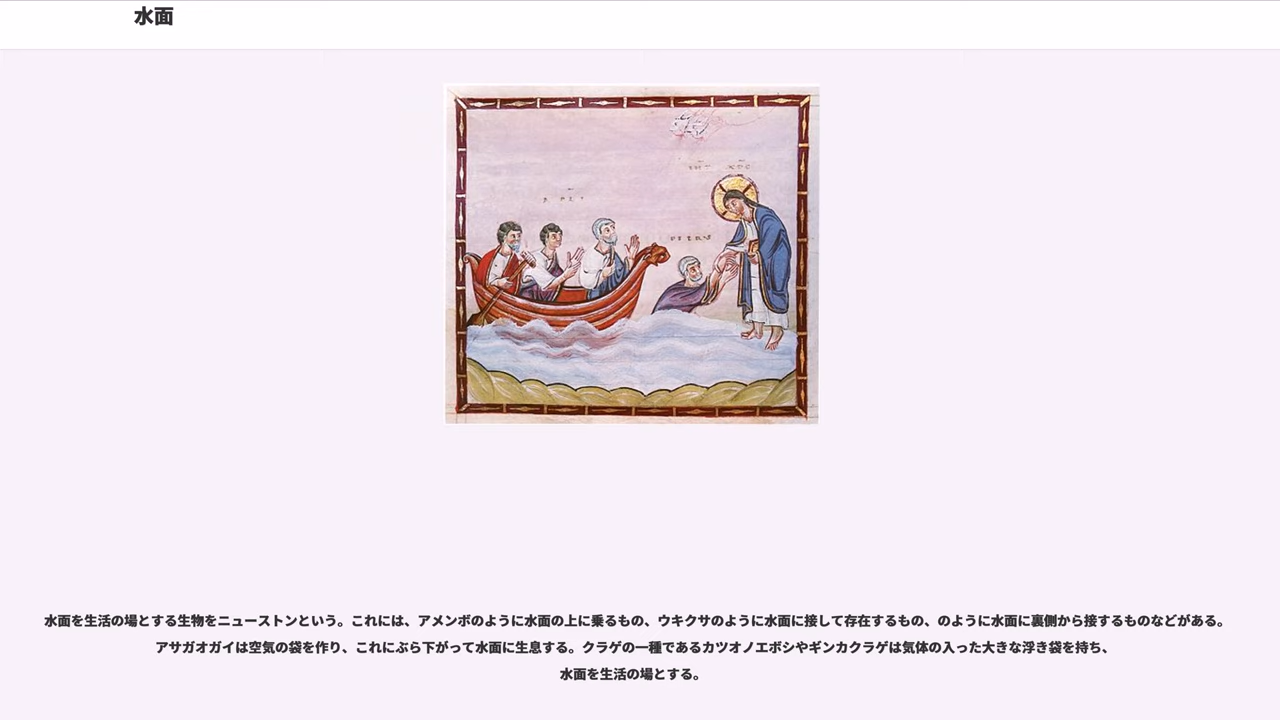 水面
水面を生活の場とする生物をニューストンという。これには、アメンボのように水面の上に乗るもの、ウキクサのように水面に接して存在するもの、のように水面に裏側から接するものなどがある。
アサガオガイは空気の袋を作り、これにぶら下がって水面に生息する。クラゲの一種であるカツオノエボシやギンカクラゲは気体の入った大きな浮き袋を持ち、
水面を生活の場とする。